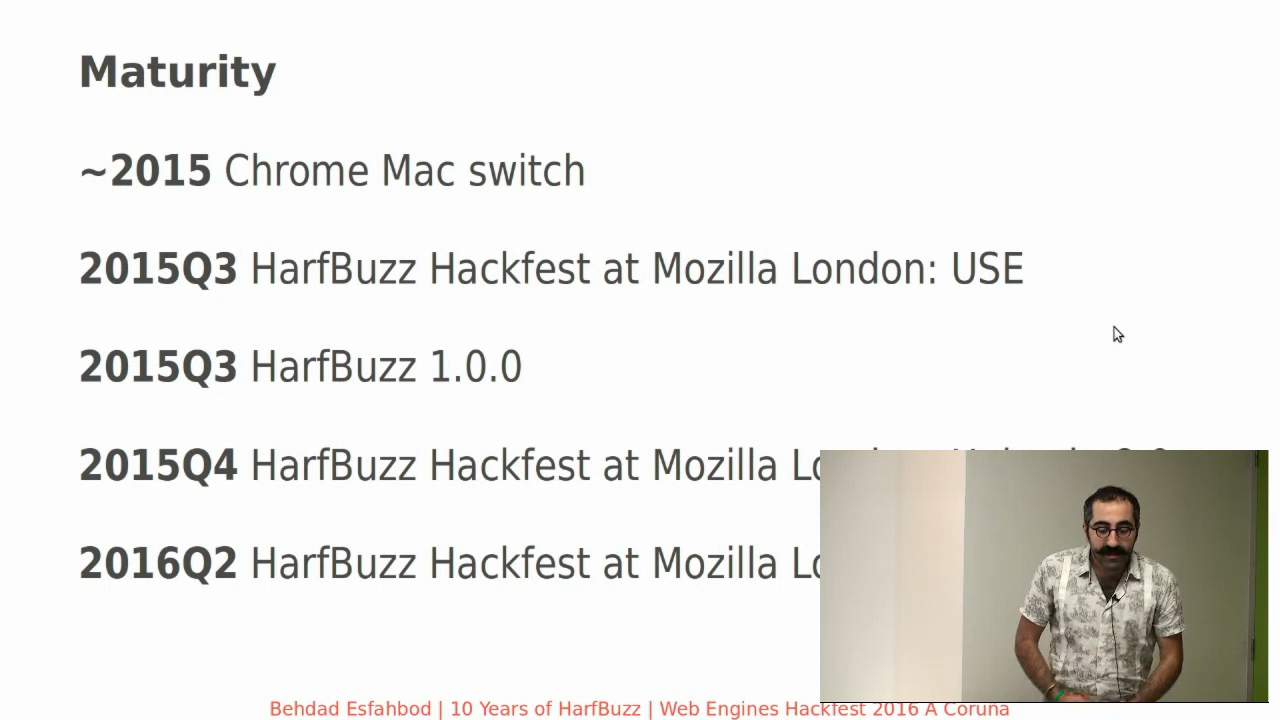 Maturity
~2015 Chrome Mac switch
2015Q3 HarfBuzz Hackfest at Mozilla London: USE
2015Q3 HarfBuzz 1.0.0
2015Q4 HarfBuzz Hackfest at Mozilla
2016Q2 HarfBuzz Hackfest at Mozilla
Behdad Esfahbod | 10 Years of HarfBuzz | Web Engines Hackfest 2016 A Coruna